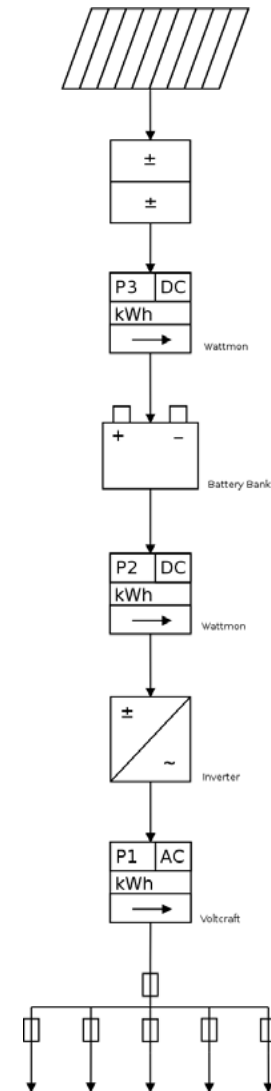 ±
±
P3 DC
kWh
Wattmon
+ −
Battery Bank
P2 DC
kWh
Wattmon
±
~
Inverter
P1 AC
kWh
Voltcraft